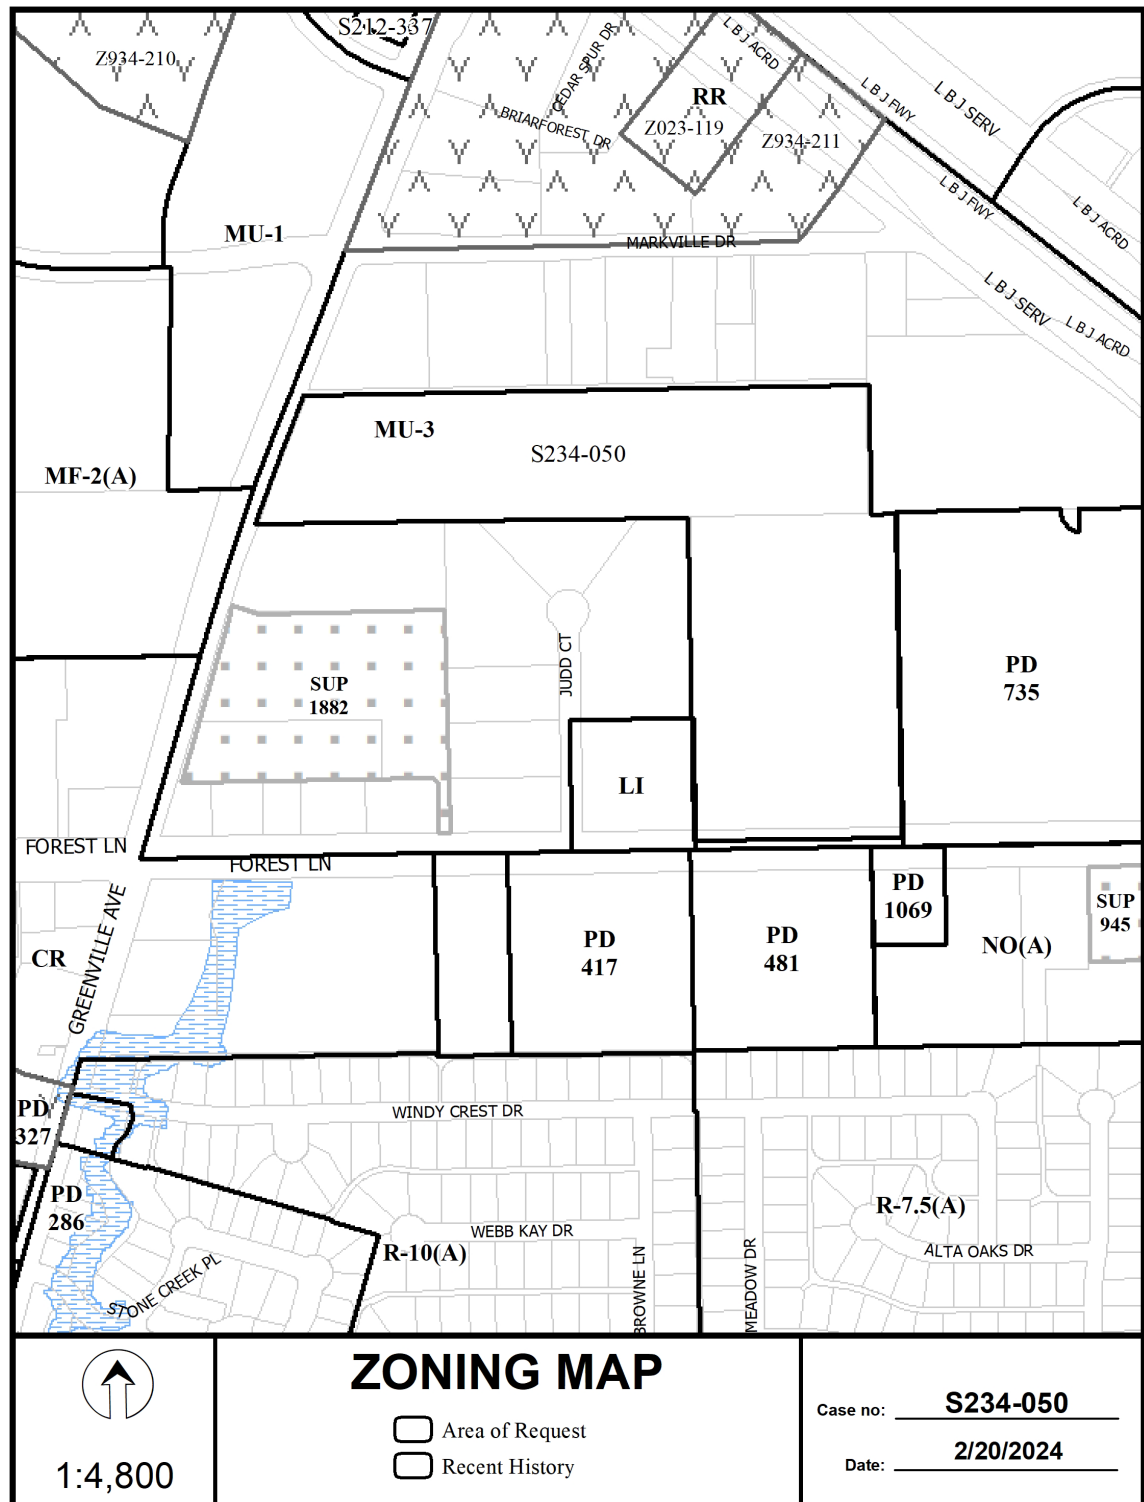 S212-337
Z934-210
CEDAR SPUR DR
L B J ACRD
RR
BRIARFOREST DR
Z023-119
Z934-211
L B J FWY
L B J SERV
L B J FWY
L B J ACRD
MU-1
MARKVILLE DR
L B J SERV
L B J ACRD
MU-3
S234-050
MF-2(A)
JUDD CT
SUP
1882
PD
735
LI
FOREST LN
FOREST LN
GREENVILLE AVE
CR
PD
417
PD
481
PD
1069
NO(A)
SUP
945
PD
327
WINDY CREST DR
PD
286
STONE CREEK PL
WEBB KAY DR
R-10(A)
BROWNE LN
MEADOW DR
R-7.5(A)
ALTA OAKS DR
1:4,800
ZONING MAP
Area of Request
Recent History
Case no: S234-050
Date: 2/20/2024